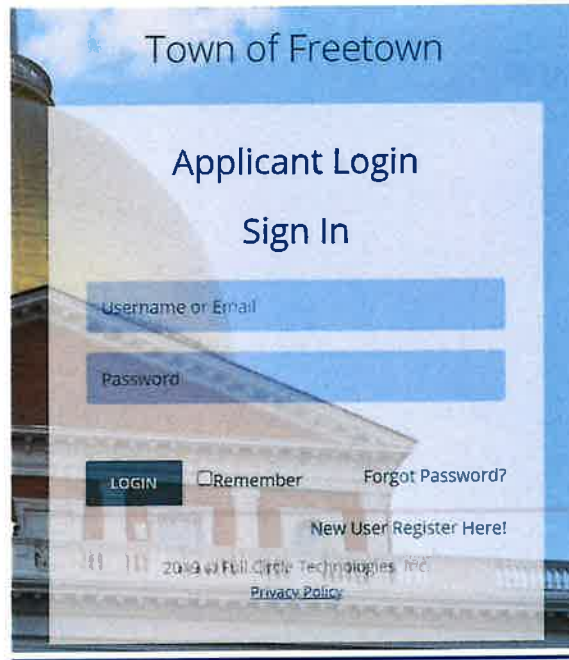 Town of Freetown
Applicant Login
Sign In
Username or Email
Password
LOGIN
Remember
Forgot Password?
New User Register Here!
2019 © Full Circle Technologies, Inc
Privacy Policy